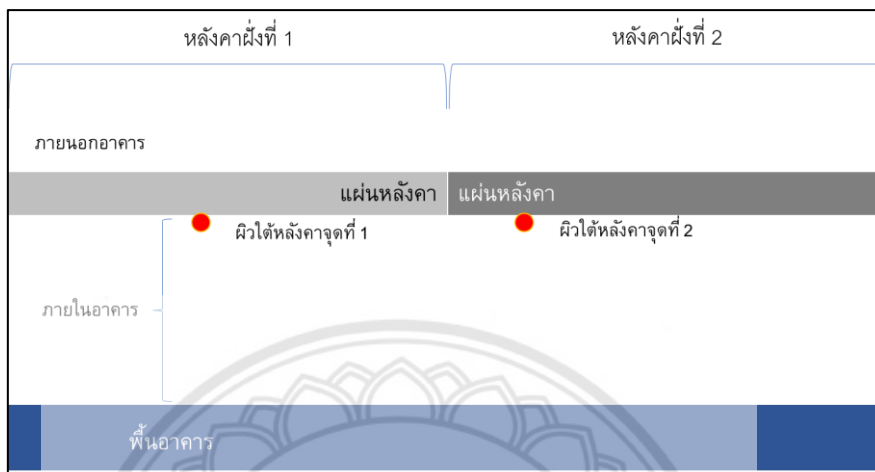 หลังคาฝั่งที่ 1
หลังคาฝั่งที่ 2
ภายนอกอาคาร
แผ่นหลังคา
แผ่นหลังคา
ผิวใต้หลังคาจุดที่ 1
ผิวใต้หลังคาจุดที่ 2
ภายในอาคาร
พื้นอาคาร